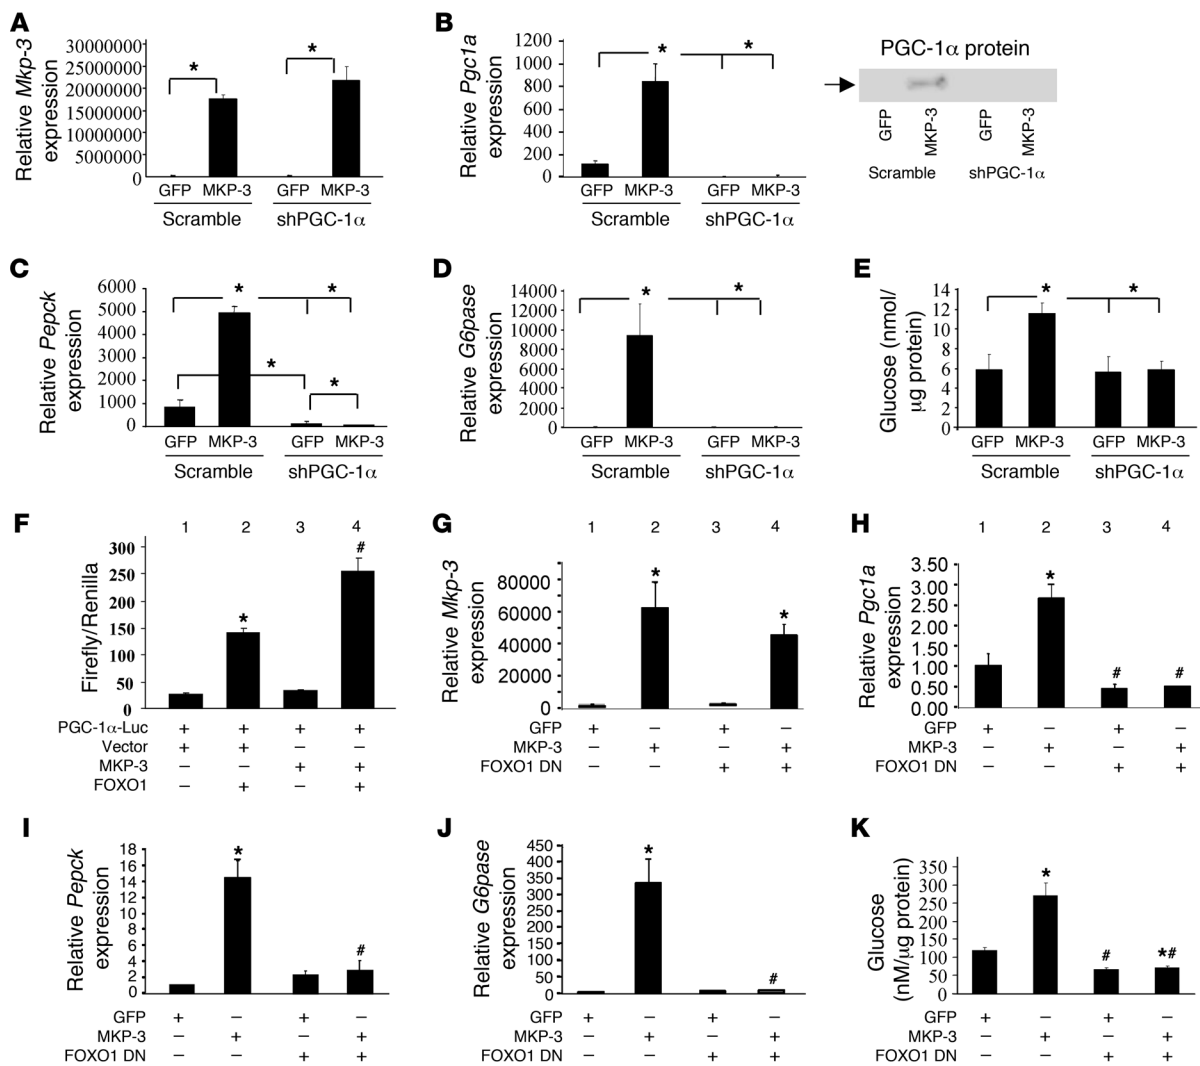 A
Relative Mkp-3
expression
30000000
25000000
20000000
15000000
10000000
5000000
0
*
*
GFP MKP-3 GFP MKP-3
Scramble shPGC-1α
B
Relative Pgc1a
expression
1200
1000
800
600
400
200
0
*
*
GFP MKP-3 GFP MKP-3
Scramble shPGC-1α
PGC-1α protein
GFP
MKP-3
GFP
MKP-3
Scramble shPGC-1α
C
Relative Pepck
expression
6000
5000
4000
3000
2000
1000
0
*
*
*
*
GFP MKP-3 GFP MKP-3
Scramble shPGC-1α
D
Relative G6pase
expression
14000
12000
10000
8000
6000
4000
2000
0
*
*
GFP MKP-3 GFP MKP-3
Scramble shPGC-1α
E
Glucose (nmol/
μg protein)
14
12
10
8
6
4
2
0
*
*
GFP MKP-3 GFP MKP-3
Scramble shPGC-1α
F
1 2 3 4
Firefly/Renilla
300
250
200
150
100
50
0
*
#
PGC-1α-Luc + + + +
Vector + + – –
MKP-3 – – + +
FOXO1 – + – +
G
1 2 3 4
Relative Mkp-3
expression
80000
60000
40000
20000
0
*
*
GFP + – + –
MKP-3 – + – +
FOXO1 DN – – + +
H
1 2 3 4
Relative Pgc1a
expression
3.50
3.00
2.50
2.00
1.50
1.00
0.50
0.00
*
#
#
GFP + – + –
MKP-3 – + – +
FOXO1 DN – – + +
I
Relative Pepck
expression
18
16
14
12
10
8
6
4
2
0
*
#
GFP + – + –
MKP-3 – + – +
FOXO1 DN – – + +
J
Relative G6pase
expression
450
400
350
300
250
200
150
100
50
0
*
#
GFP + – + –
MKP-3 – + – +
FOXO1 DN – – + +
K
Glucose
(nM/μg protein)
350
300
250
200
150
100
50
0
*
#
*#
GFP + – + –
MKP-3 – + – +
FOXO1 DN – – + +